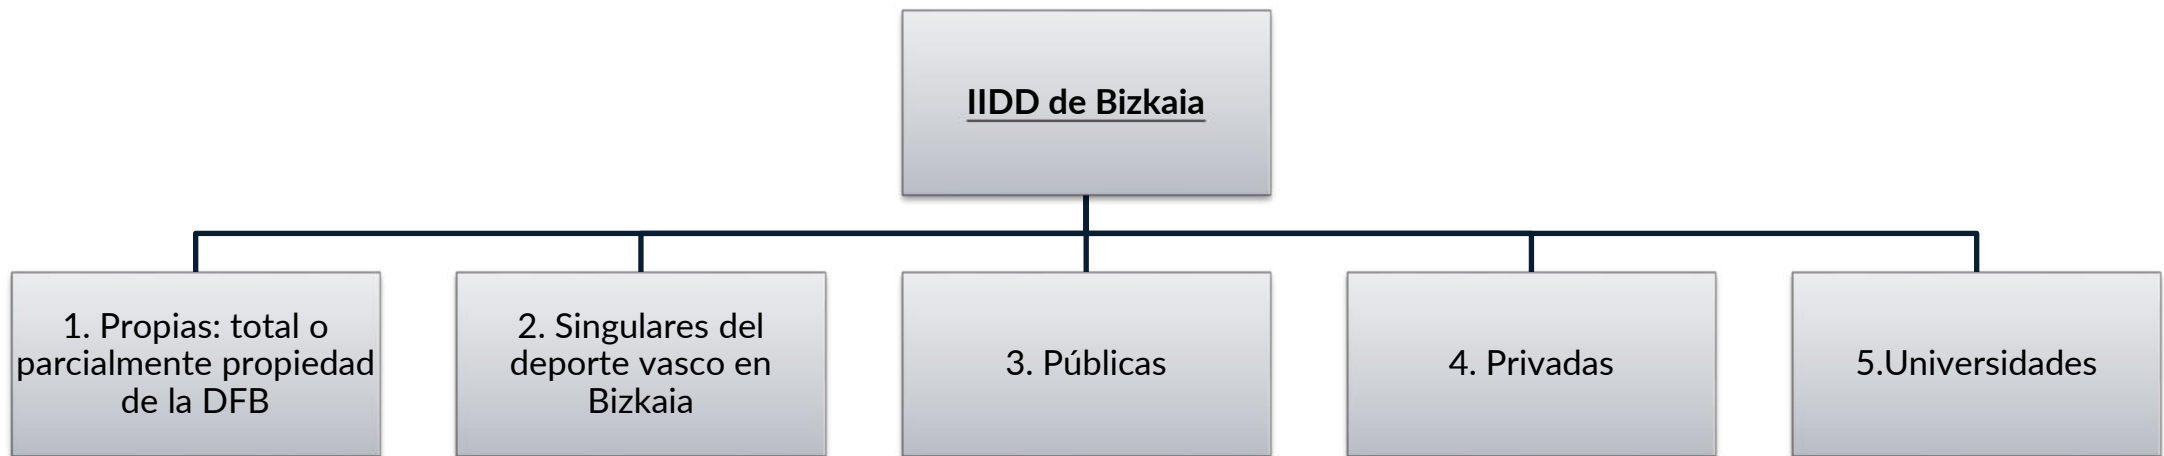 IIDD de Bizkaia
1. Propias: total o
parcialmente propiedad
de la DFB
2. Singulares del
deporte vasco en
Bizkaia
3. Públicas
4. Privadas
5.Universidades